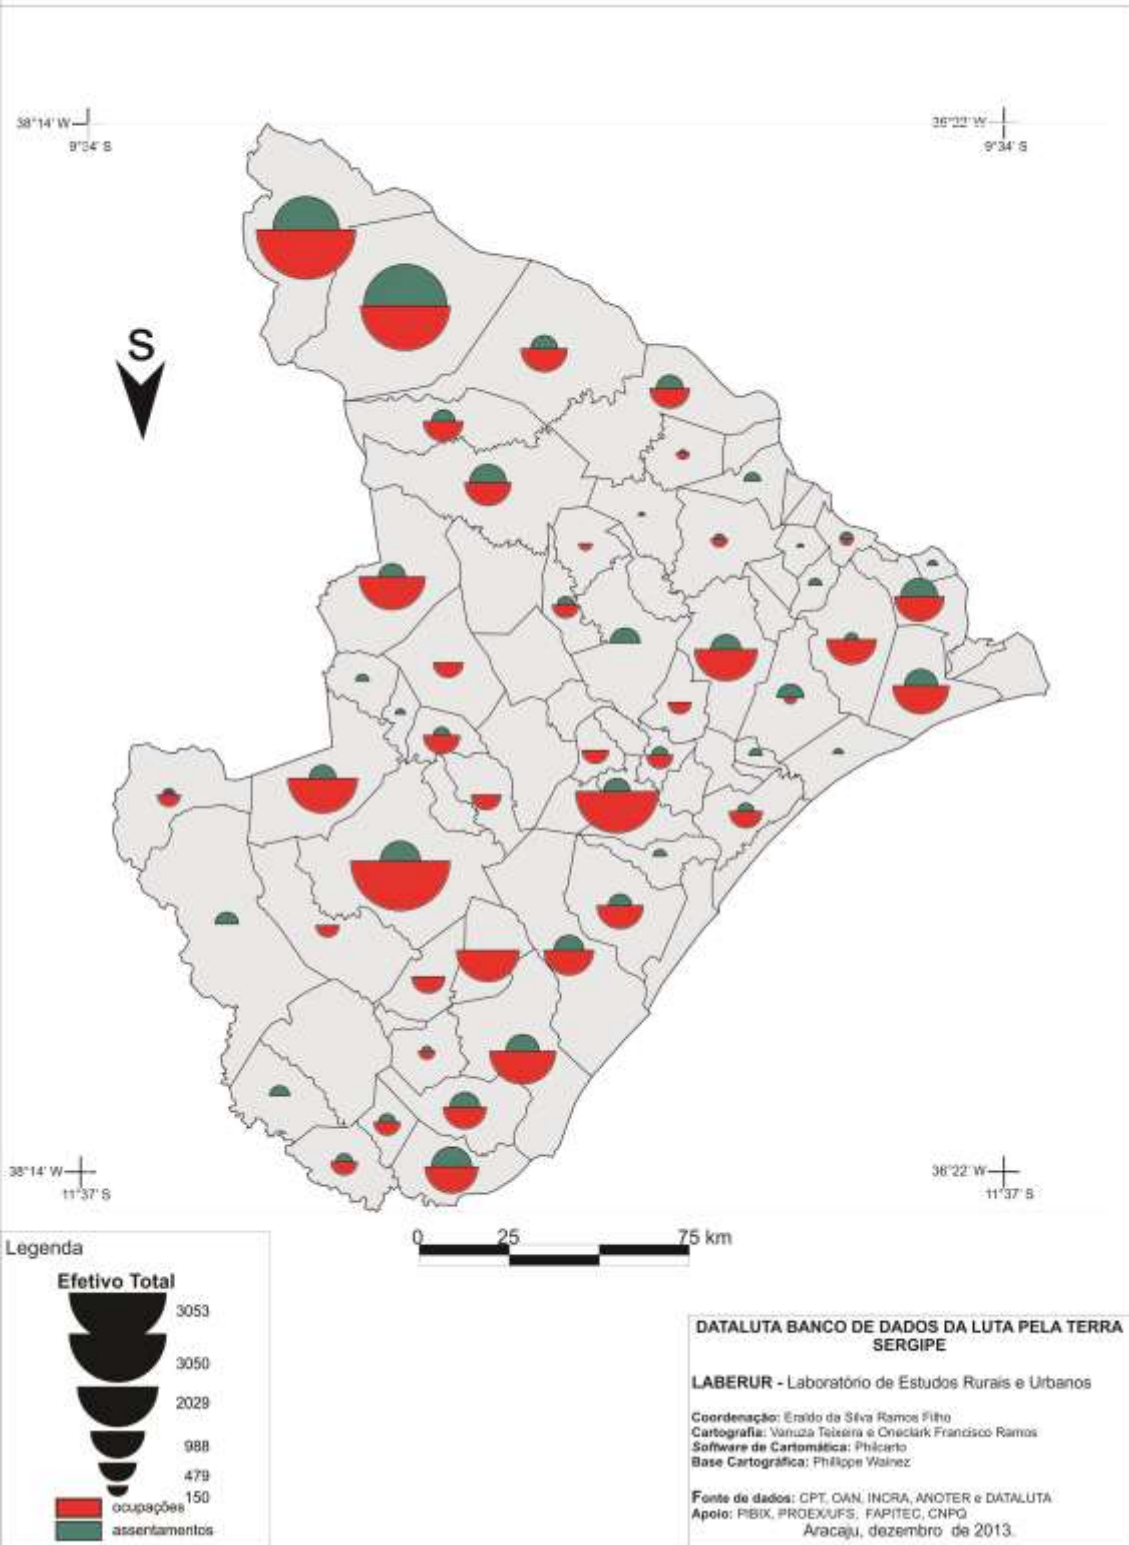 38°14' W
9°34' S
36°22' W
9°34' S
S
38°14' W
11°37' S
36°22' W
11°37' S
0 25 75 km
Legenda
Efetivo Total
3053
3050
2029
988
479
150
ocupações
assentamentos
DATALUTA BANCO DE DADOS DA LUTA PELA TERRA
SERGIPE
LABERUR - Laboratório de Estudos Rurais e Urbanos
Coordenação: Eraldo da Silva Ramos Filho
Cartografia: Vanuza Teixeira e Oneclark Francisco Ramos
Software de Cartomática: Philcarto
Base Cartográfica: Phillippe Wainez
Fonte de dados: CPT, OAN, INCRA, ANOTER e DATALUTA
Apoio: PIBIX, PROEX/UFS, FAPITEC, CNPQ
Aracaju, dezembro de 2013.